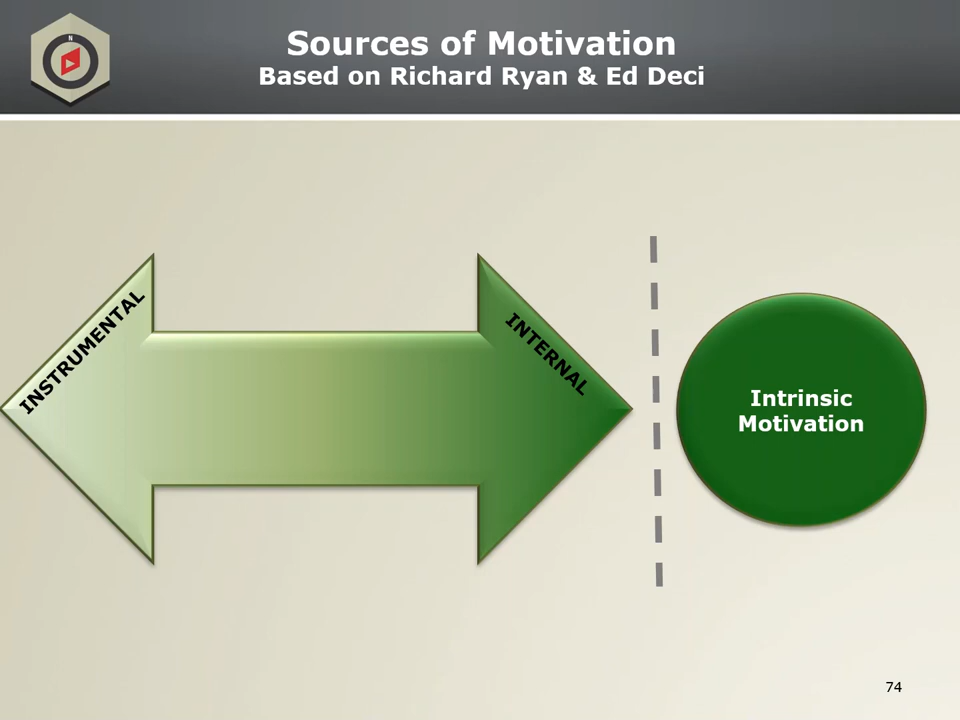 Sources of Motivation
Based on Richard Ryan & Ed Deci
N
INSTRUMENTAL
INTERNAL
Intrinsic
Motivation
74